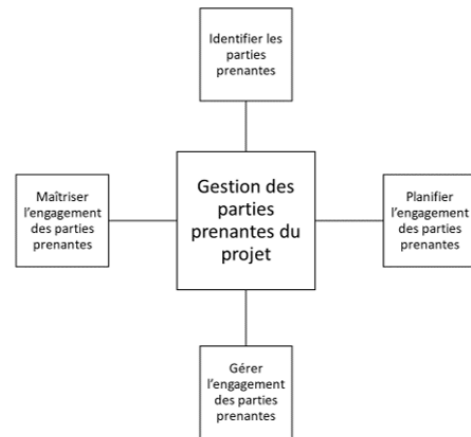 Identifier les
parties
prenantes
Gestion des
parties
prenantes du
projet
Maîtriser
l'engagement
des parties
prenantes
Planifier
l'engagement
des parties
prenantes
Gérer
l'engagement
des parties
prenantes